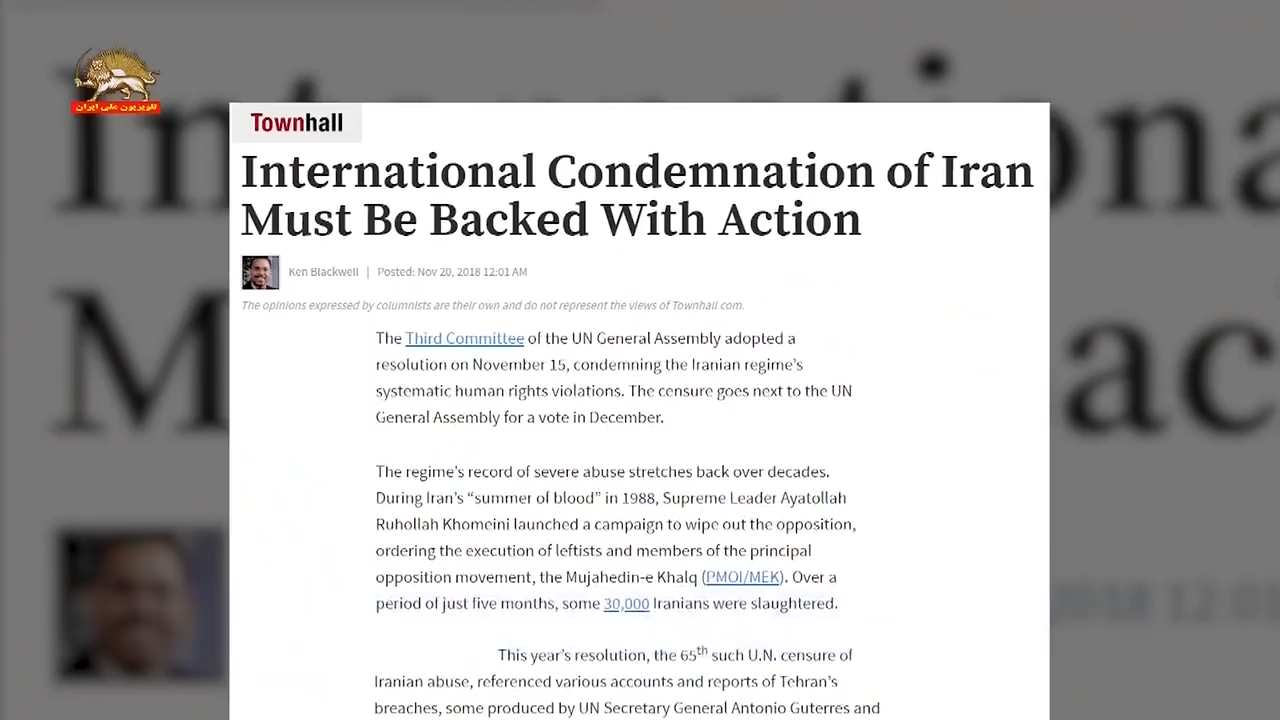 تلویزیون ملی ایران
Townhall
International Condemnation of Iran
Must Be Backed With Action
Ken Blackwell | Posted: Nov 20, 2018 12:01 AM
The opinions expressed by columnists are their own and do not represent the views of Townhall com.
The Third Committee of the UN General Assembly adopted a
resolution on November 15, condemning the Iranian regime's
systematic human rights violations. The censure goes next to the UN
General Assembly for a vote in December.
The regime's record of severe abuse stretches back over decades.
During Iran's “summer of blood” in 1988, Supreme Leader Ayatollah
Ruhollah Khomeini launched a campaign to wipe out the opposition,
ordering the execution of leftists and members of the principal
opposition movement, the Mujahedin-e Khalq (PMOI/MEK). Over a
period of just five months, some 30,000 Iranians were slaughtered.
This year's resolution, the 65th such U.N. censure of
Iranian abuse, referenced various accounts and reports of Tehran's
breaches, some produced by UN Secretary General Antonio Guterres and